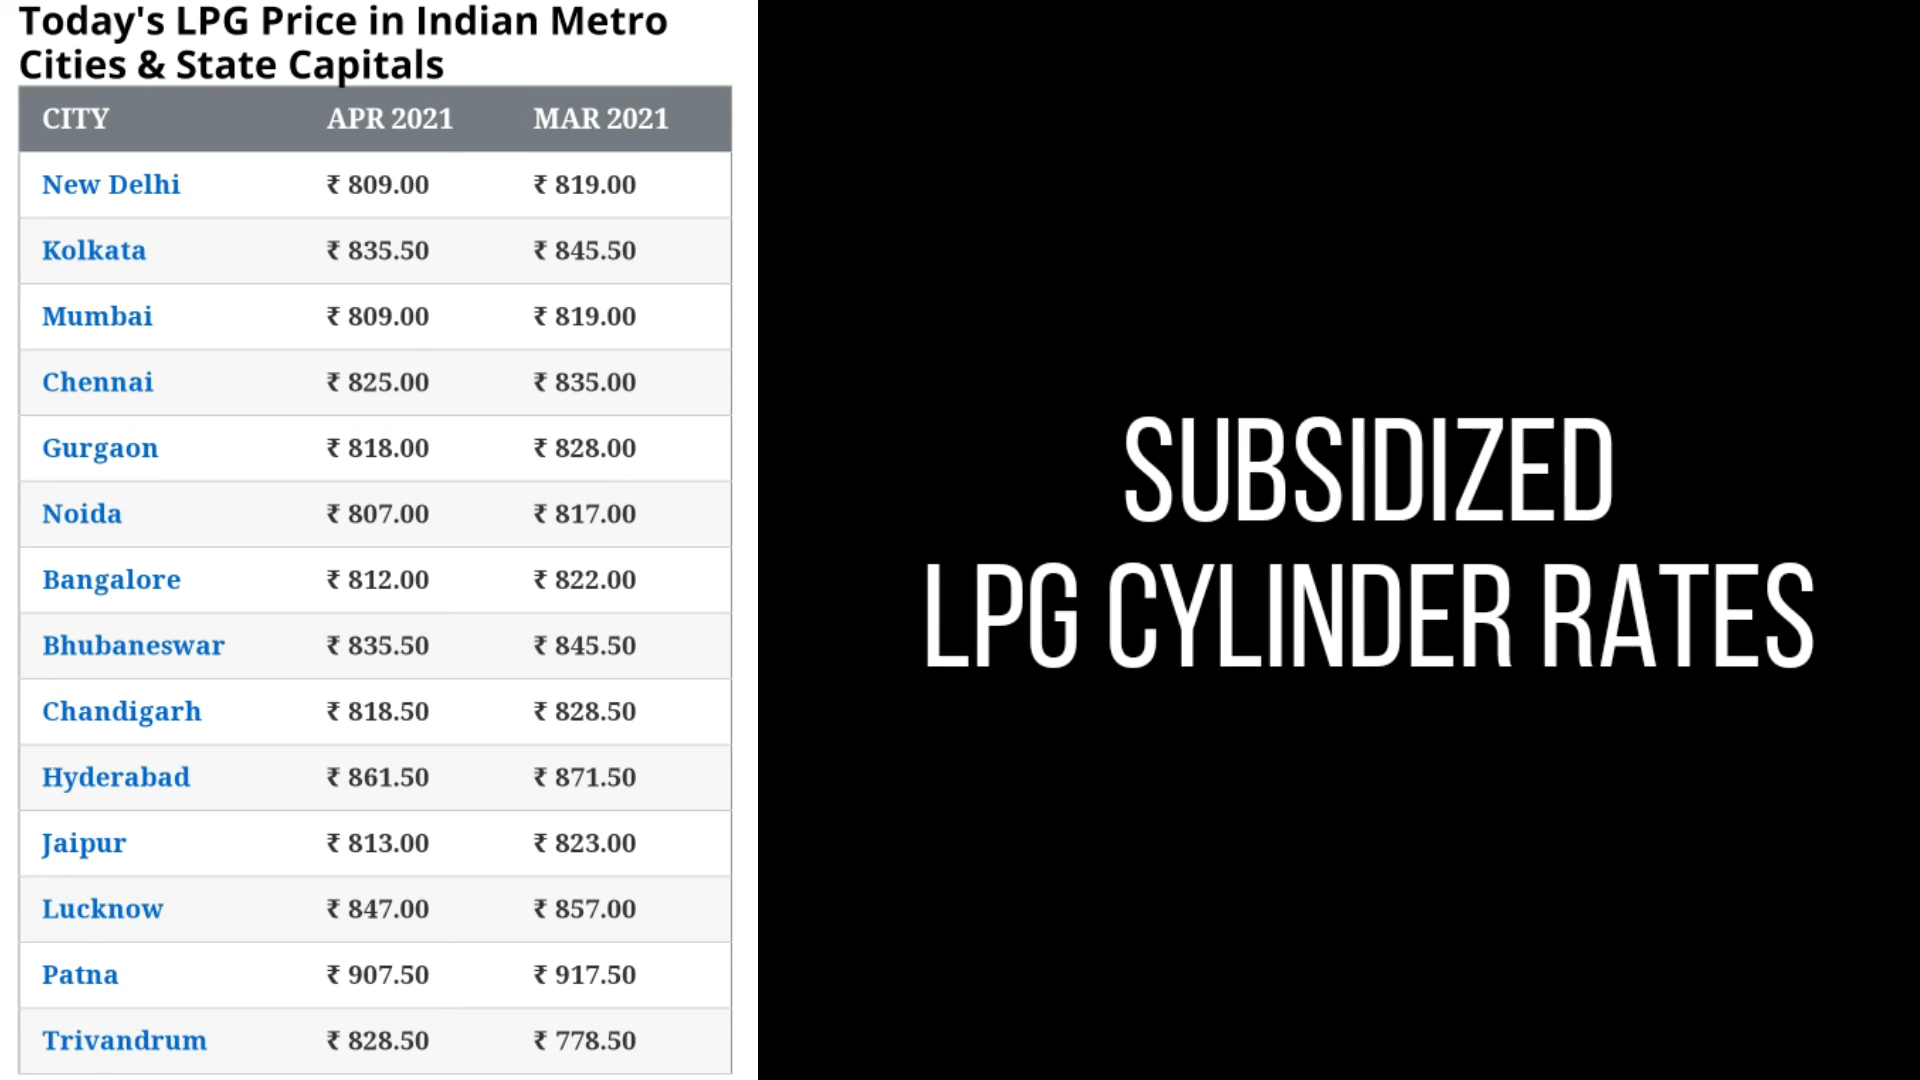 Today's LPG Price in Indian Metro
Cities & State Capitals
CITY APR 2021 MAR 2021
New Delhi ₹ 809.00 ₹ 819.00
Kolkata ₹ 835.50 ₹ 845.50
Mumbai ₹ 809.00 ₹ 819.00
Chennai ₹ 825.00 ₹ 835.00
Gurgaon ₹ 818.00 ₹ 828.00
Noida ₹ 807.00 ₹ 817.00
Bangalore ₹ 812.00 ₹ 822.00
Bhubaneswar ₹ 835.50 ₹ 845.50
Chandigarh ₹ 818.50 ₹ 828.50
Hyderabad ₹ 861.50 ₹ 871.50
Jaipur ₹ 813.00 ₹ 823.00
Lucknow ₹ 847.00 ₹ 857.00
Patna ₹ 907.50 ₹ 917.50
Trivandrum ₹ 828.50 ₹ 778.50
SUBSIDIZED
LPG CYLINDER RATES